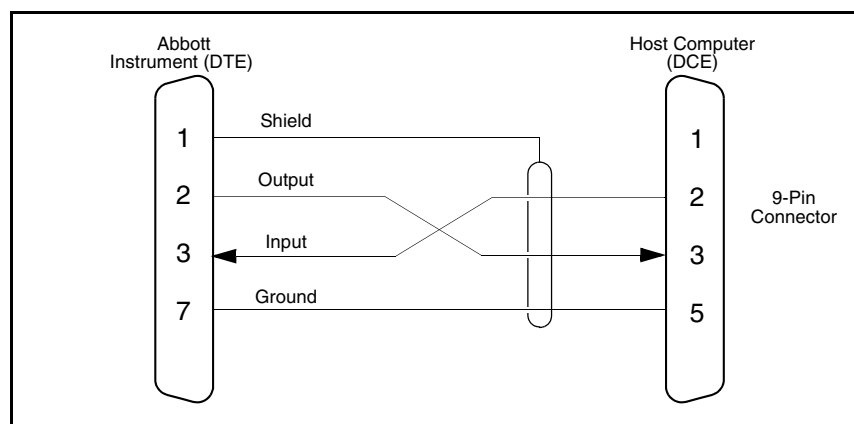 Abbott
Instrument (DTE)
Host Computer
(DCE)
1
Shield
1
2
Output
2
9-Pin
Connector
3
Input
3
7
Ground
5